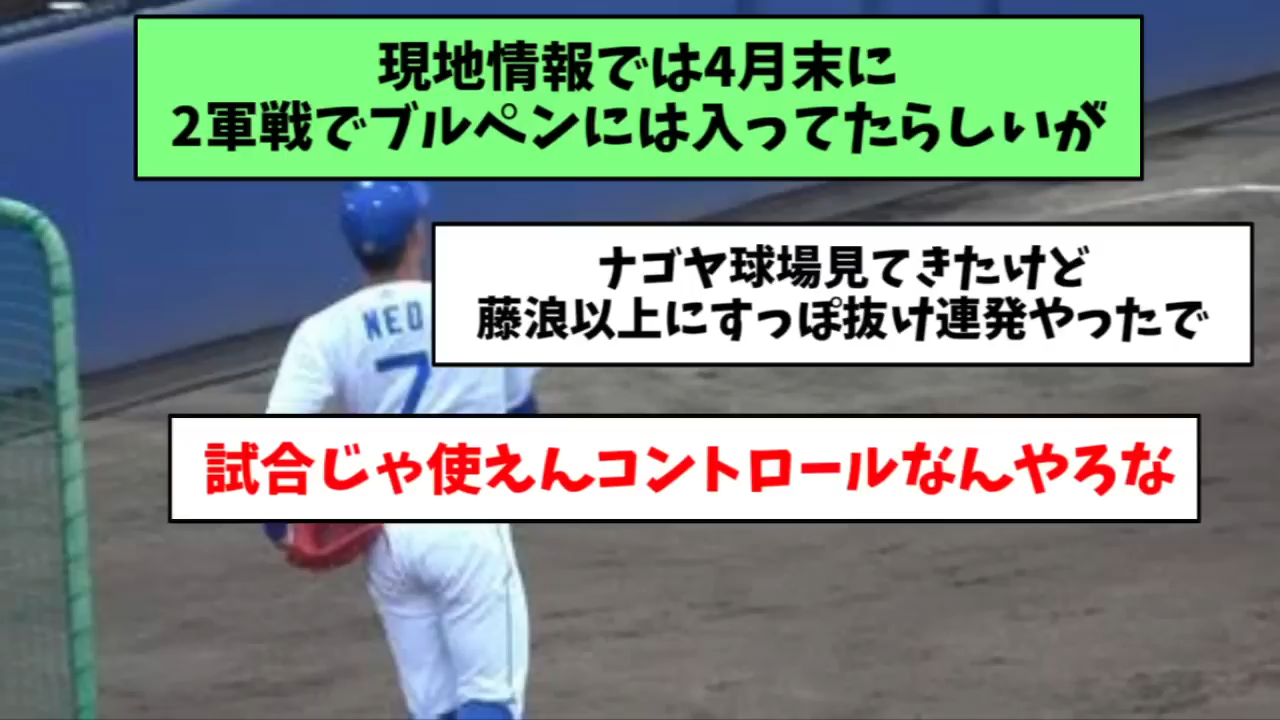 現地情報では4月末に
2軍戦でブルペンには入ってたらしいが
ナゴヤ球場見てきたけど
藤浪以上にすっぽ抜け連発やったで
NEO
7
試合じゃ使えんコントロールなんやろな